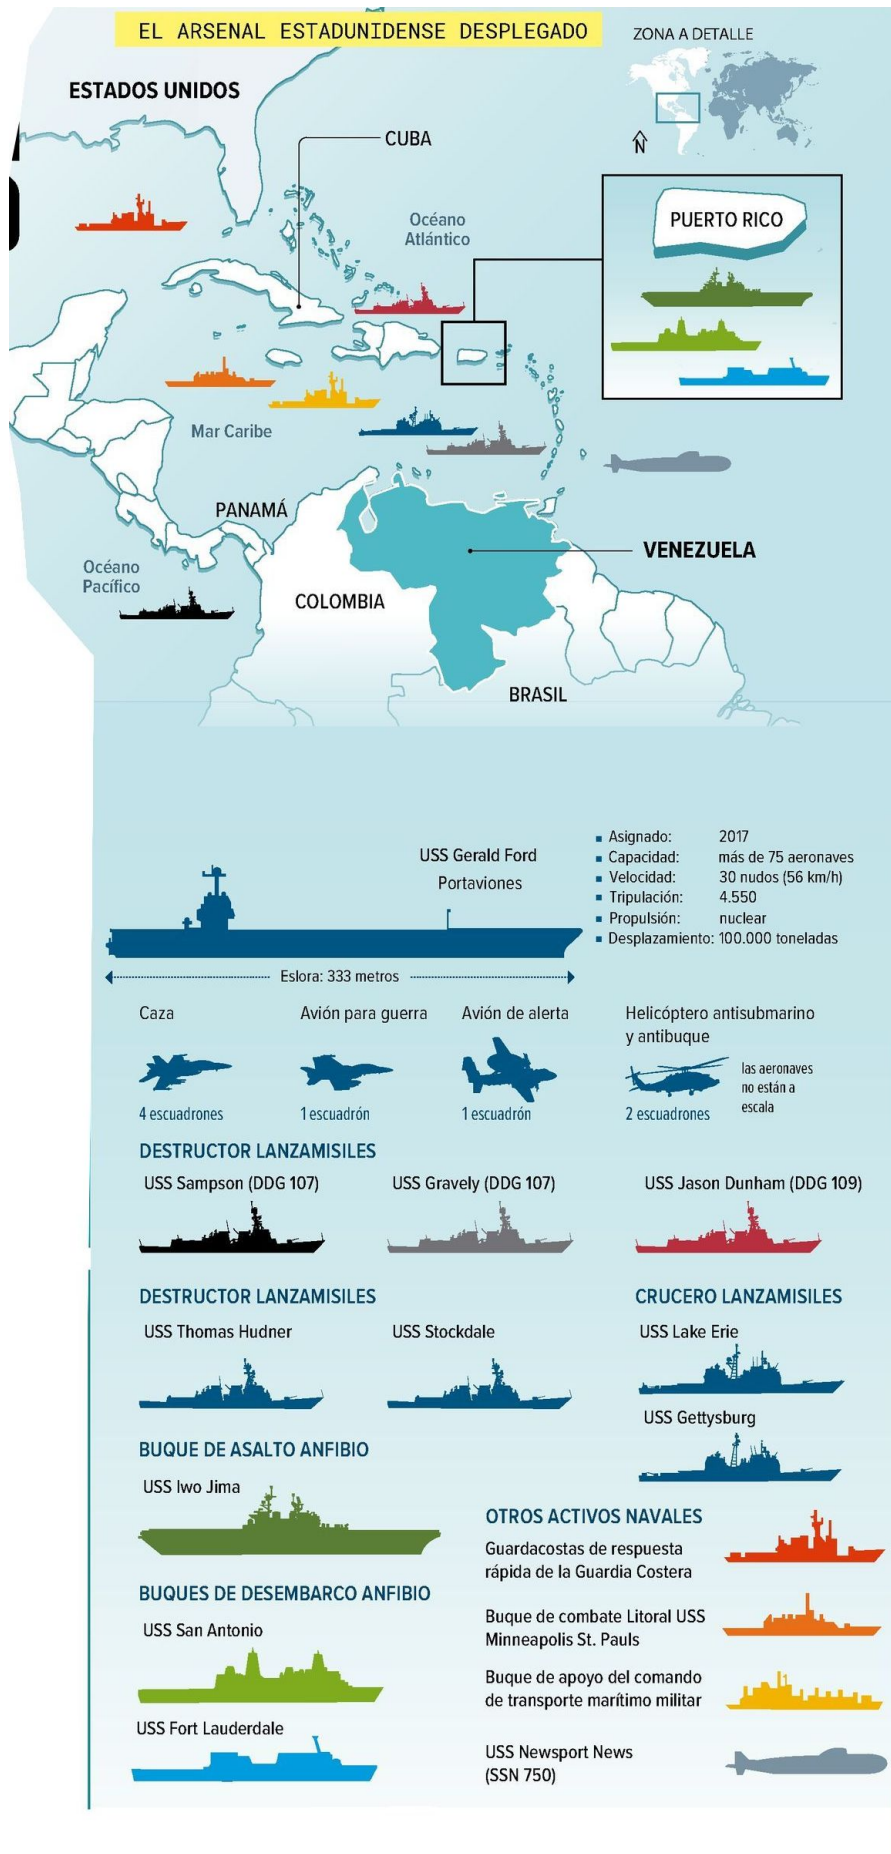 EL ARSENAL ESTADUNIDENSE DESPLEGADO
ZONA A DETALLE
N
ESTADOS UNIDOS
CUBA
Océano
Atlántico
PUERTO RICO
Mar Caribe
PANAMÁ
VENEZUELA
Océano
Pacífico
COLOMBIA
BRASIL
USS Gerald Ford
Portaviones
Asignado: 2017
Capacidad: más de 75 aeronaves
Velocidad: 30 nudos (56 km/h)
Tripulación: 4.550
Propulsión: nuclear
Desplazamiento: 100.000 toneladas
Eslora: 333 metros
Caza
4 escuadrones
Avión para guerra
1 escuadrón
Avión de alerta
1 escuadrón
Helicóptero antisubmarino
y antibuque
2 escuadrones
las aeronaves
no están a
escala
DESTRUCTOR LANZAMISILES
USS Sampson (DDG 107)
USS Gravely (DDG 107)
USS Jason Dunham (DDG 109)
DESTRUCTOR LANZAMISILES
USS Thomas Hudner
USS Stockdale
CRUCERO LANZAMISILES
USS Lake Erie
USS Gettysburg
BUQUE DE ASALTO ANFIBIO
USS Iwo Jima
BUQUES DE DESEMBARCO ANFIBIO
USS San Antonio
USS Fort Lauderdale
OTROS ACTIVOS NAVALES
Guardacostas de respuesta
rápida de la Guardia Costera
Buque de combate Litoral USS
Minneapolis St. Pauls
Buque de apoyo del comando
de transporte marítimo militar
USS Newsport News
(SSN 750)